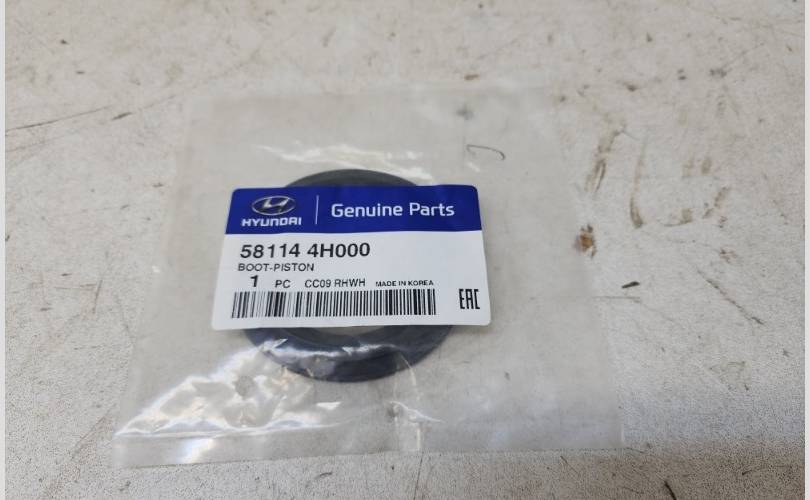 HYUNDAI
Genuine Parts
58114 4H000
BOOT-PISTON
1 PC CC09 RHWH MADE IN KOREA
EAC